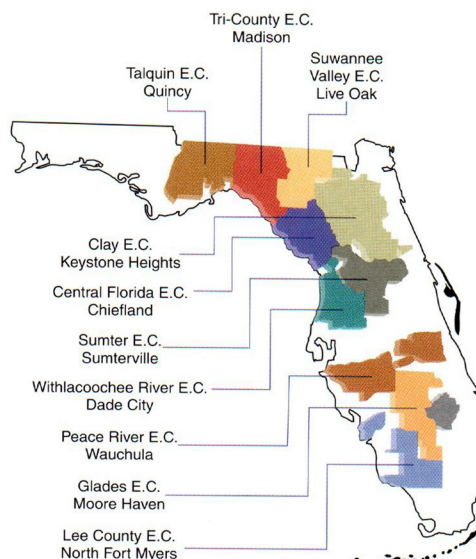 Tri-County E.C.
Madison
Suwannee
Valley E.C.
Live Oak
Talquin E.C.
Quincy
Clay E.C.
Keystone Heights
Central Florida E.C.
Chiefland
Sumter E.C.
Sumterville
Withlacoochee River E.C.
Dade City
Peace River E.C.
Wauchula
Glades E.C.
Moore Haven
Lee County E.C.
North Fort Myers